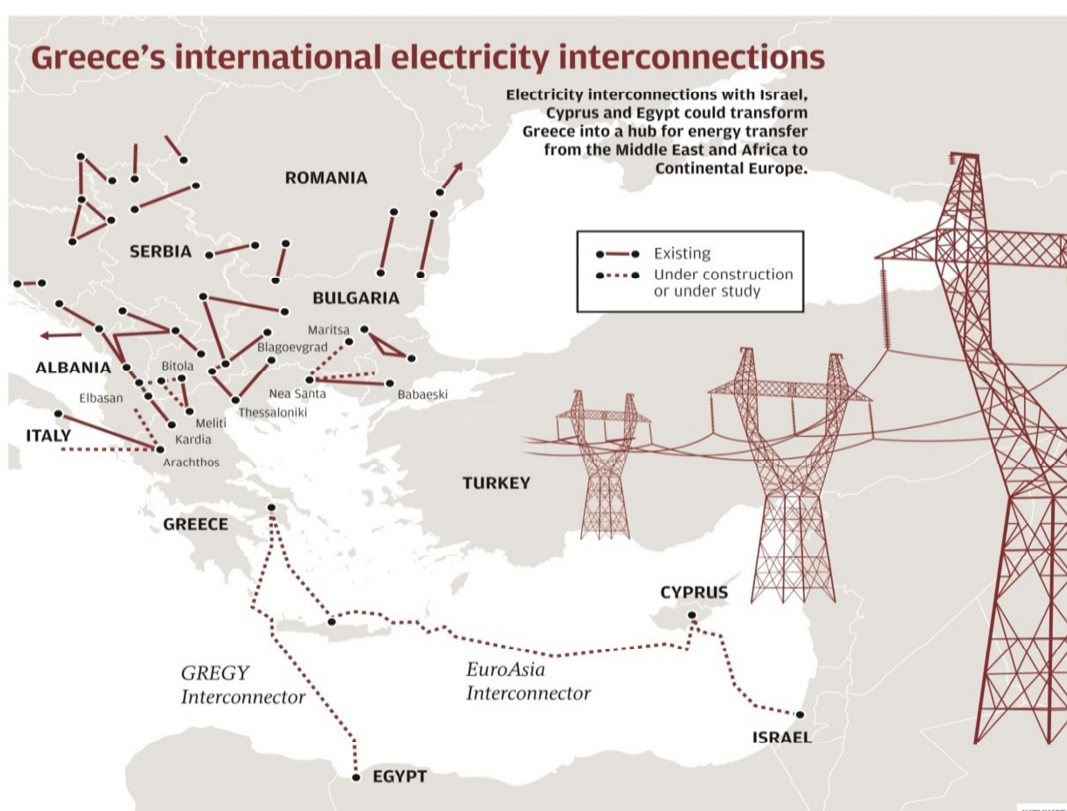 Greece's international electricity interconnections
Electricity interconnections with Israel,
Cyprus and Egypt could transform
Greece into a hub for energy transfer
from the Middle East and Africa to
Continental Europe.
ROMANIA
SERBIA
Existing
Under construction
or under study
BULGARIA
Maritsa
Blagoevgrad
ALBANIA
Bitola
Elbasan
Nea Santa
Babaeski
Thessaloniki
Meliti
ITALY
Kardia
Arachthos
TURKEY
GREECE
CYPRUS
GREGY
Interconnector
EuroAsia
Interconnector
ISRAEL
EGYPT